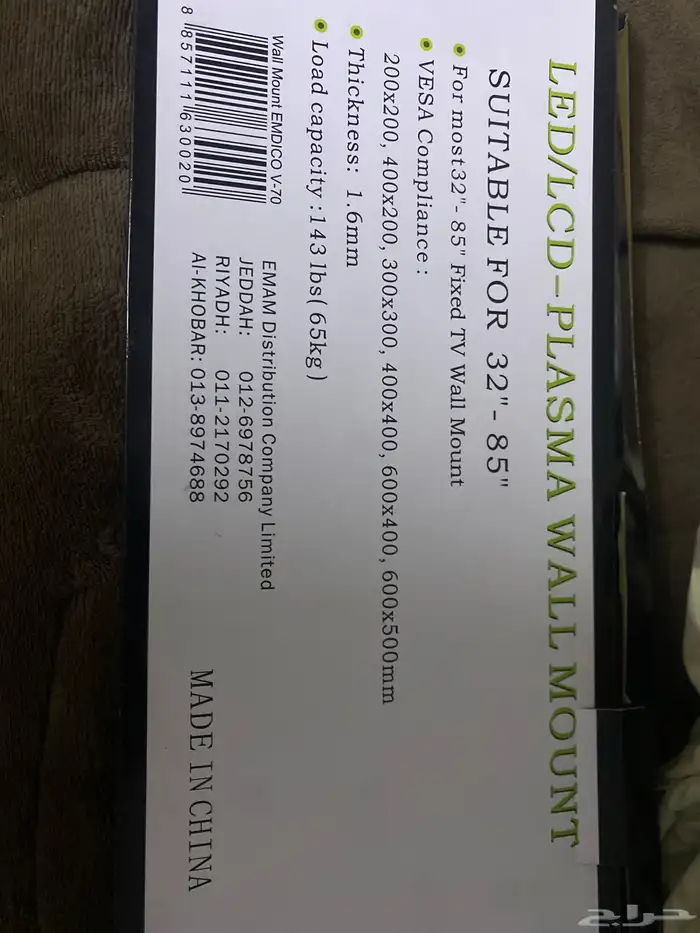 LED/LCD-PLASMA WALL MOUNT
SUITABLE FOR 32"- 85"
For most32"- 85" Fixed TV Wall Mount
VESA Compliance :
200x200, 400x200, 300x300, 400x400, 600x400, 600x500mm
Thickness: 1.6mm
Load capacity :143 lbs( 65kg )
Wall Mount EMDICO V-70
8 857111 630020
EMAM Distribution Company Limited
JEDDAH: 012-6978756
RIYADH: 011-2170292
Al-KHOBAR: 013-8974688
MADE IN CHINA
حراج